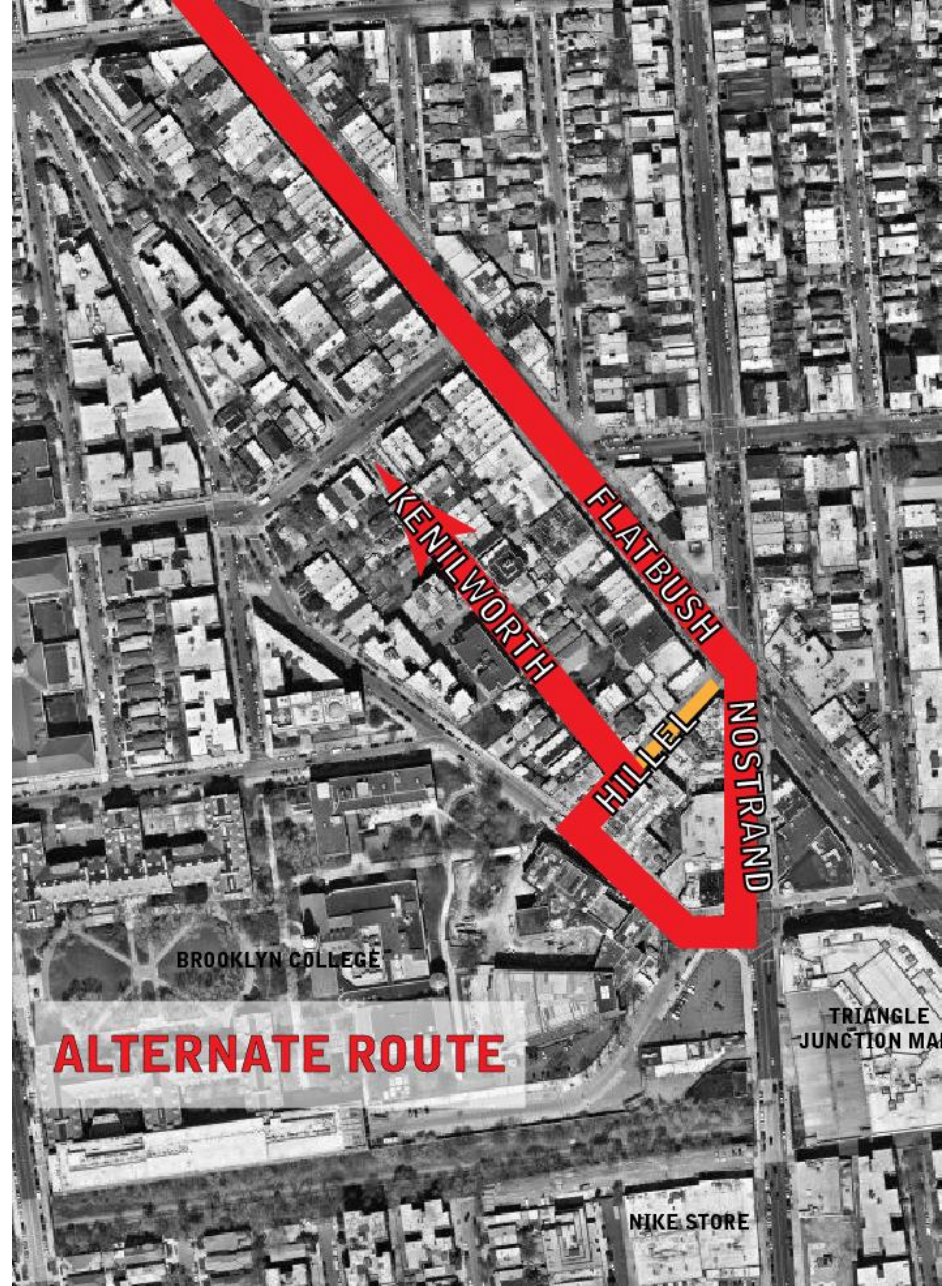 FLATBUSH
KENILWORTH
HILLEL
NOSTRAND
BROOKLYN COLLEGE
ALTERNATE ROUTE
TRIANGLE
JUNCTION MA
NIKE STORE